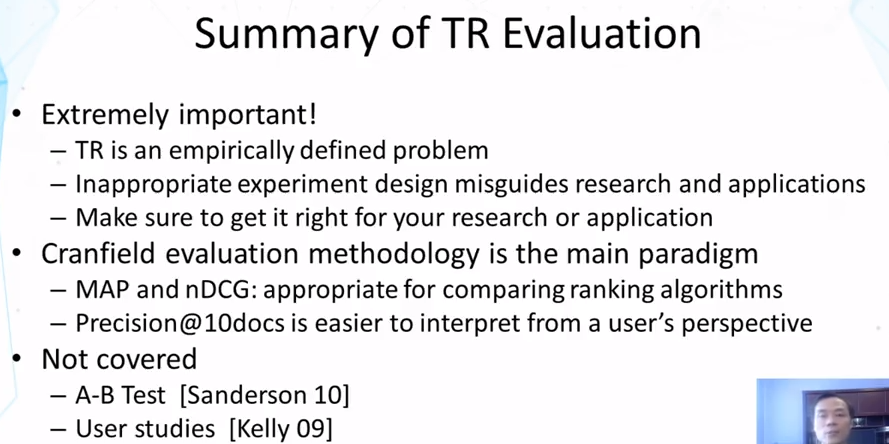 Summary of TR Evaluation
• Extremely important!
– TR is an empirically defined problem
– Inappropriate experiment design misguides research and applications
– Make sure to get it right for your research or application
• Cranfield evaluation methodology is the main paradigm
– MAP and nDCG: appropriate for comparing ranking algorithms
– Precision@10docs is easier to interpret from a user's perspective
• Not covered
– A-B Test [Sanderson 10]
– User studies [Kelly 09]